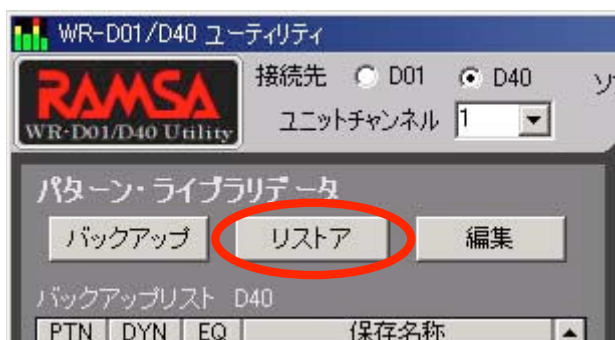 WR-D01/D40 ユーティリティ
RAMSA
WR-D01/D40 Utility
接続先 D01 D40
ソ
ユニットチャンネル 1
パターン・ライブラリデータ
バックアップ リストア 編集
バックアップリスト D40
PTN DYN EQ 保存名称